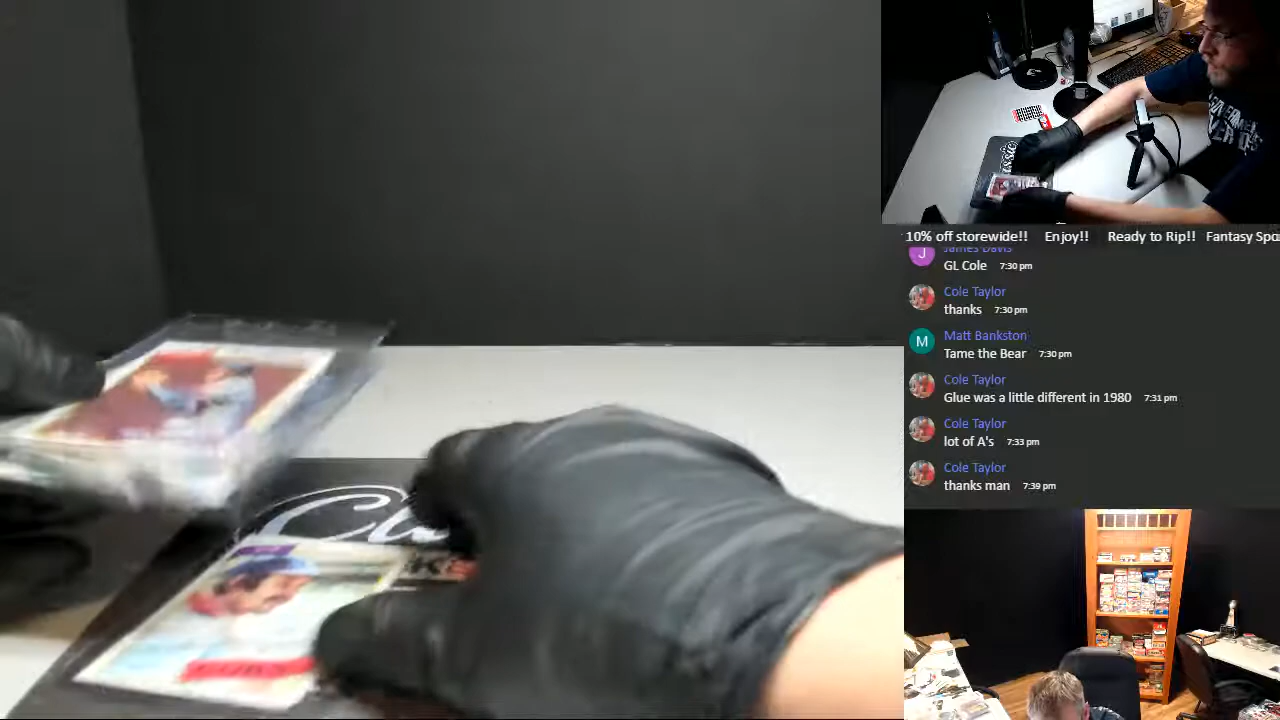 10% off storewide!! Enjoy!! Ready to Rip!! Fantasy Spo
James Davis
J
GL Cole 7:30 pm
Cole Taylor
thanks 7:30 pm
M
Matt Bankston
Tame the Bear 7:30 pm
Cole Taylor
Glue was a little different in 1980 7:31 pm
Cole Taylor
lot of A's 7:33 pm
Cole Taylor
thanks man 7:39 pm